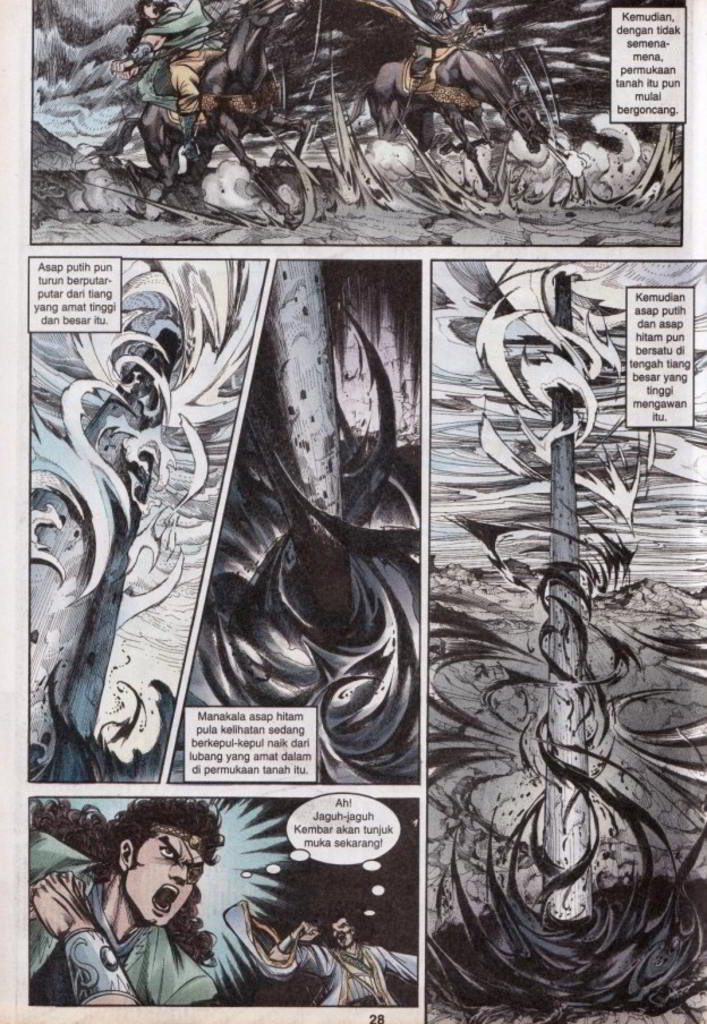 Kemudian,
dengan tidak
semena-
mena,
permukaan
tanah itu pun
mulai
bergoncang.
Asap putih pun
turun berputar-
putar dari tiang
yang amat tinggi
dan besar itu.
Manakala asap hitam
pula kelihatan sedang
berkepul-kepul naik dari
lubang yang amat dalam
di permukaan tanah itu.
Kemudian
asap putih
dan asap
hitam pun
bersatu di
tengah tiang
besar yang
tinggi
mengawan
itu.
Ah!
Jaguh-jaguh
Kembar akan tunjuk
muka sekarang!
28